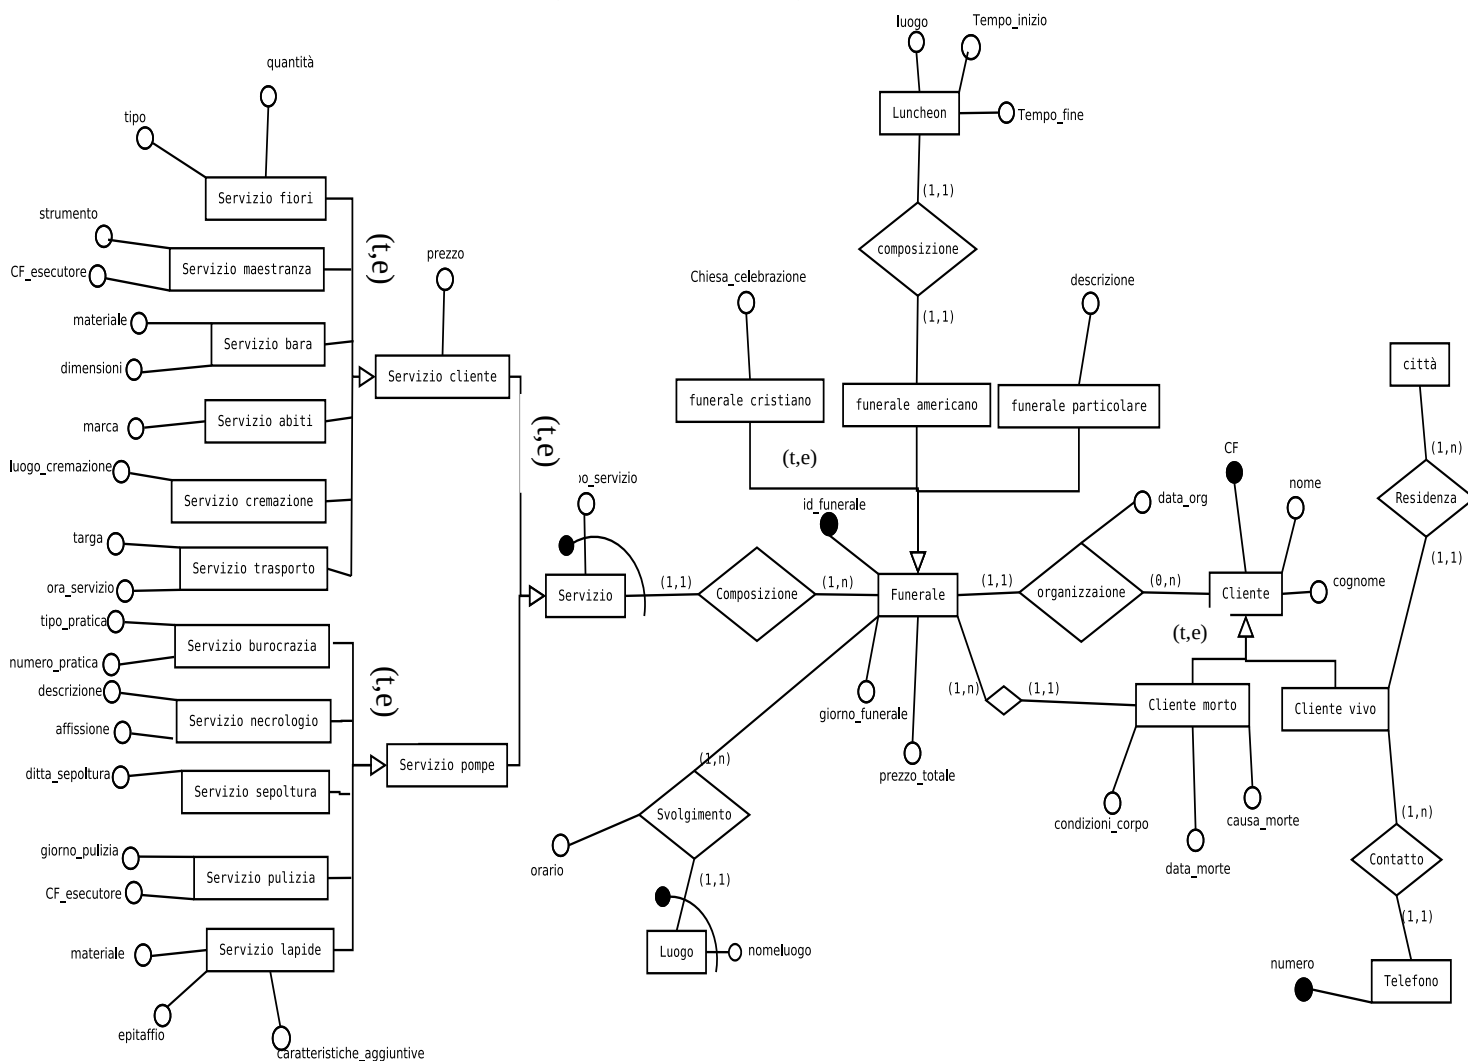 luogo
Tempo_inizio
Luncheon
Tempo_fine
(1,1)
composizione
(1,1)
Chiesa_celebrazione
descrizione
funerale cristiano
funerale americano
funerale particolare
(t,e)
quantità
tipo
Servizio fiori
strumento
Servizio maestranza
CF_esecutore
(t,e)
prezzo
materiale
Servizio bara
dimensioni
Servizio cliente
marca
Servizio abiti
luogo_cremazione
Servizio cremazione
targa
Servizio trasporto
ora_servizio
(t,e)
tipo_pratica
Servizio burocrazia
numero_pratica
descrizione
Servizio necrologio
affissione
(t,e)
ditta_sepoltura
Servizio sepoltura
Servizio pompe
giorno_pulizia
Servizio pulizia
CF_esecutore
materiale
Servizio lapide
epitaffio
caratteristiche_aggiuntive
po_servizio
Servizio
(1,1)
Composizione
(1,n)
id_funerale
Funerale
(1,1)
organizzaione
data_org
(0,n)
CF
nome
Cliente
cognome
(t,e)
città
(1,n)
Residenza
(1,1)
giorno_funerale
prezzo_totale
(1,n)
(1,1)
Cliente morto
Cliente vivo
condizioni_corpo
data_morte
causa_morte
(1,n)
Svolgimento
orario
(1,1)
Luogo
nomeluogo
(1,n)
Contatto
(1,1)
numero
Telefono